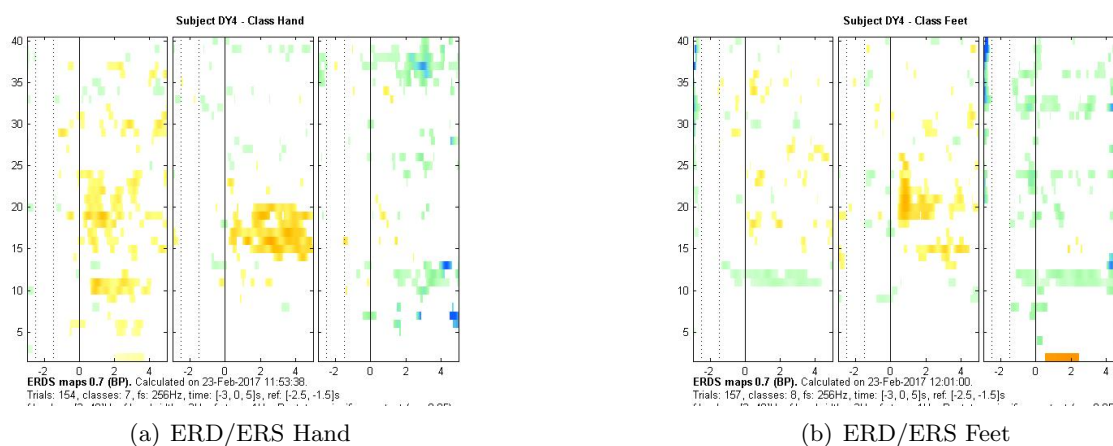 Subject DY4 - Class Hand
40
35
30
25
20
15
10
5
-2 0 2 4 -2 0 2 4 -2 0 2 4
ERDS maps 0.7 (BP). Calculated on 23-Feb-2017 11:53:38.
Trials: 154, classes: 7, fs: 256Hz, time: [-3, 0, 5]s, ref: [-2.5, -1.5]s
(a) ERD/ERS Hand
Subject DY4 - Class Feet
40
35
30
25
20
15
10
5
-2 0 2 4 -2 0 2 4 -2 0 2 4
ERDS maps 0.7 (BP). Calculated on 23-Feb-2017 12:01:00.
Trials: 157, classes: 8, fs: 256Hz, time: [-3, 0, 5]s, ref: [-2.5, -1.5]s
(b) ERD/ERS Feet